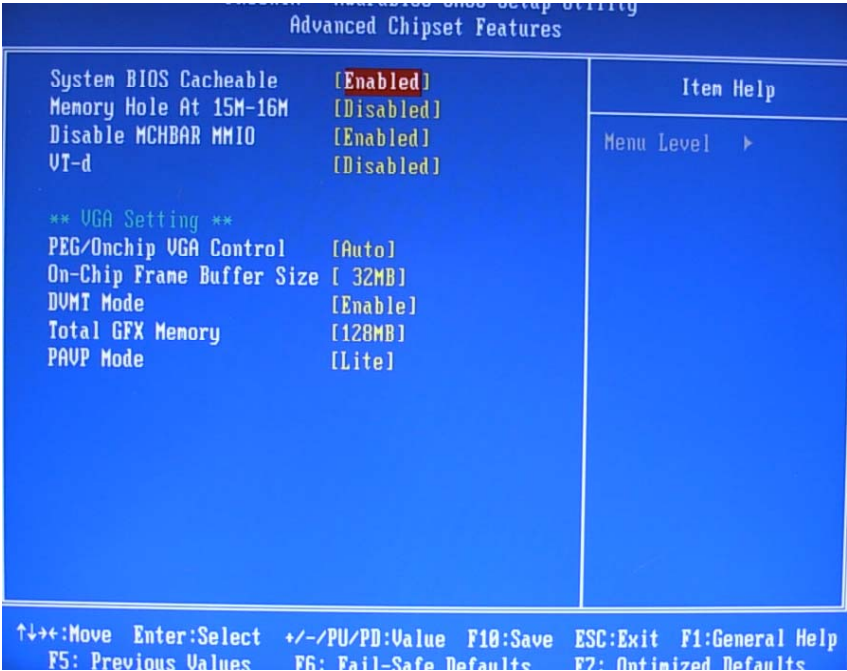 Setup Utility
Advanced Chipset Features
System BIOS Cacheable [Enabled]
Memory Hole At 15M-16M [Disabled]
Disable MCHBAR MMIO [Enabled]
VT-d [Disabled]
** VGA Setting **
PEG/Onchip VGA Control [Auto]
On-Chip Frame Buffer Size [ 32MB]
DVMT Mode [Enable]
Total GFX Memory [128MB]
PAVP Mode [Lite]
Item Help
Menu Level ▸
↑↓→←:Move Enter:Select +/-/PU/PD:Value F10:Save ESC:Exit F1:General Help
F5: Previous Values F6: Fail-Safe Defaults F7: Optimized Defaults